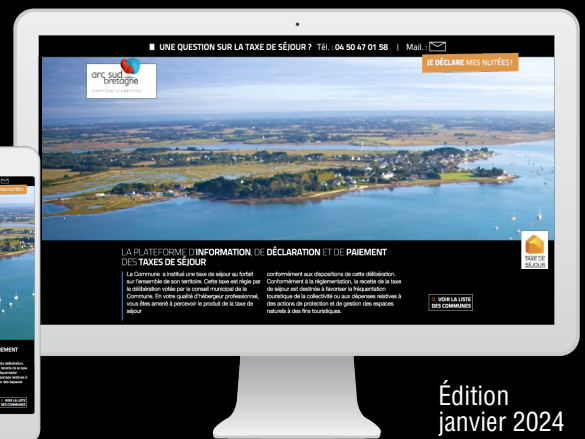 UNE QUESTION SUR LA TAXE DE SÉJOUR ? Tél. : 04 50 47 01 58 | Mail. :
JE DÉCLARE MES NUITÉES !
arc sud
bretagne
TERRITOIRE D'AMBITION
LA PLATEFORME D'INFORMATION, DE DÉCLARATION ET DE PAIEMENT
DES TAXES DE SÉJOUR
La Commune a institué une taxe de séjour au forfait
sur l'ensemble de son territoire. Cette taxe est régie par
la délibération votée par le conseil municipal de la
Commune. En votre qualité d'hébergeur professionnel,
vous êtes amené à percevoir le produit de la taxe de
séjour
conformément aux dispositions de cette délibération.
Conformément à la réglementation, la recette de la taxe
de séjour est destinée à favoriser la fréquentation
touristique de la collectivité ou aux dépenses relatives à
des actions de protection et de gestion des espaces
naturels à des fins touristiques.
TAXE DE
SÉJOUR
VOIR LA LISTE
DES COMMUNES
Édition
janvier 2024